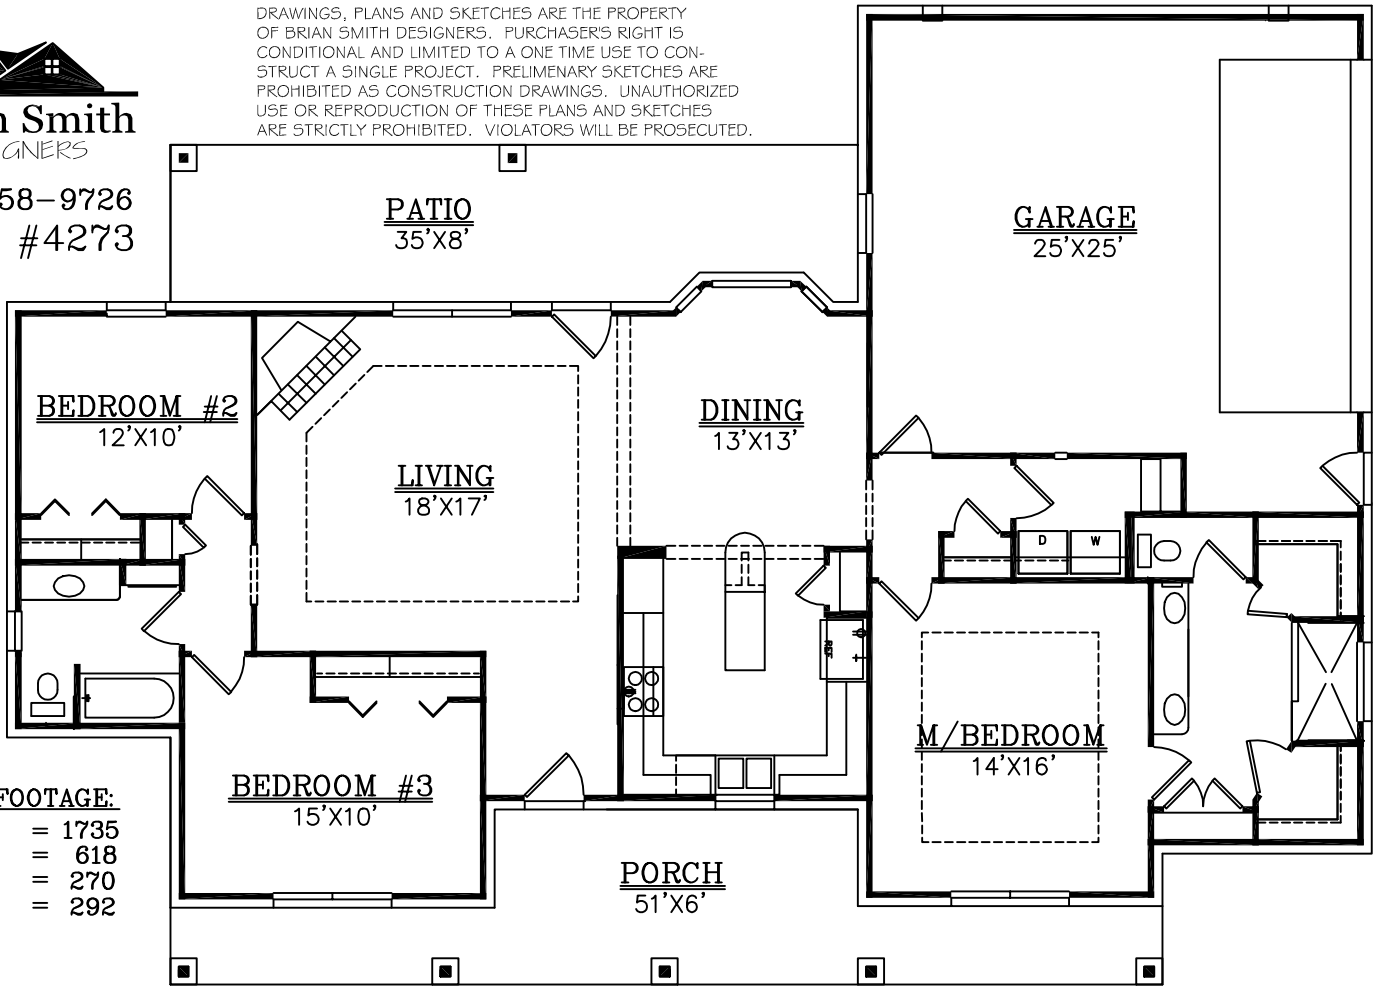 DRAWINGS, PLANS AND SKETCHES ARE THE PROPERTY
OF BRIAN SMITH DESIGNERS. PURCHASER'S RIGHT IS
CONDITIONAL AND LIMITED TO A ONE TIME USE TO CON-
STRUCT A SINGLE PROJECT. PRELIMENARY SKETCHES ARE
PROHIBITED AS CONSTRUCTION DRAWINGS. UNAUTHORIZED
USE OR REPRODUCTION OF THESE PLANS AND SKETCHES
ARE STRICTLY PROHIBITED. VIOLATORS WILL BE PROSECUTED.
n Smith
GNERS
58-9726
#4273
PATIO
35'X8'
GARAGE
25'X25'
BEDROOM #2
12'X10'
DINING
13'X13'
LIVING
18'X17'
D W
REF
M/BEDROOM
14'X16'
BEDROOM #3
15'X10'
FOOTAGE:
= 1735
= 618
= 270
= 292
PORCH
51'X6'